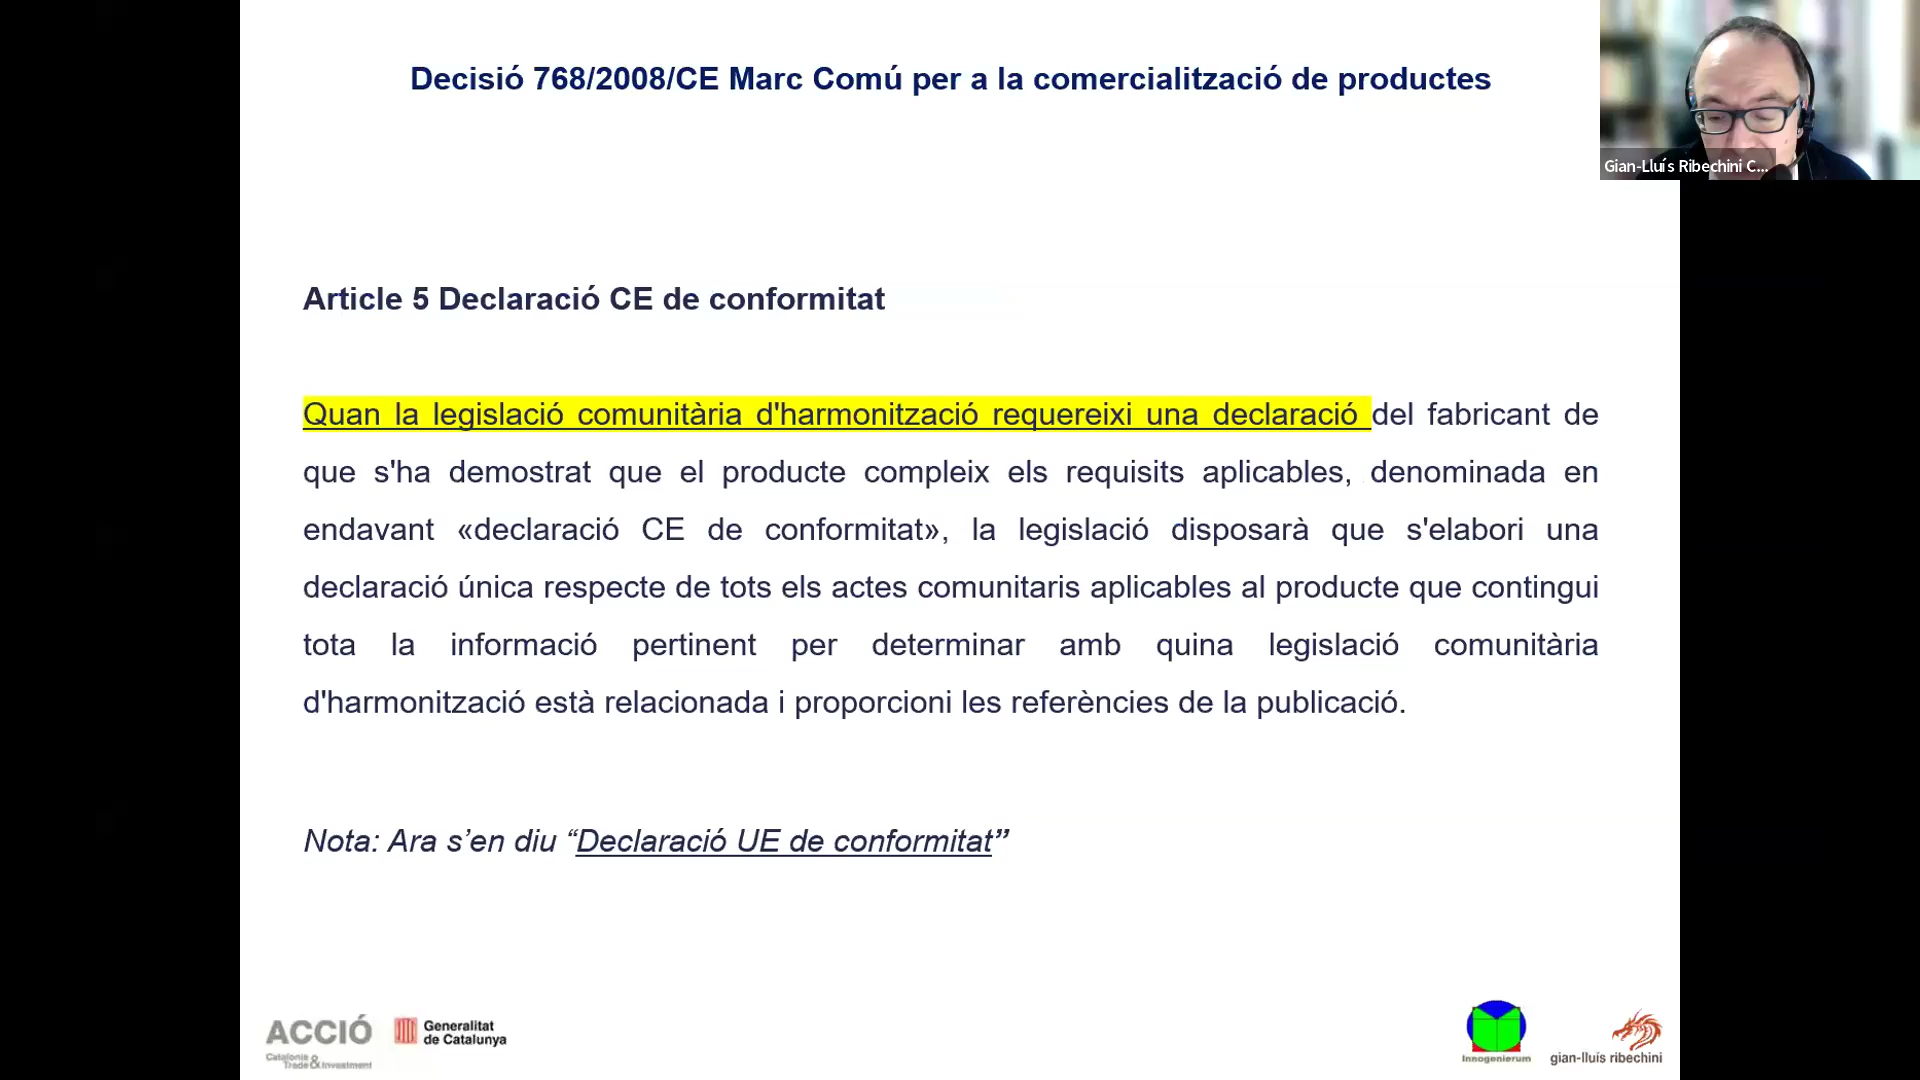 Decisió 768/2008/CE Marc Comú per a la comercialització de productes
Gian-Lluís Ribechini C...
Article 5 Declaració CE de conformitat
Quan la legislació comunitària d'harmonització requereixi una declaració del fabricant de
que s'ha demostrat que el producte compleix els requisits aplicables, denominada en
endavant «declaració CE de conformitat», la legislació disposarà que s'elabori una
declaració única respecte de tots els actes comunitaris aplicables al producte que contingui
tota la informació pertinent per determinar amb quina legislació comunitària
d'harmonització està relacionada i proporcioni les referències de la publicació.
Nota: Ara s’en diu “Declaració UE de conformitat”
ACCIÓ
Catalonia
Trade & Investment
Generalitat
de Catalunya
Innogenierum
gian-lluís ribechini